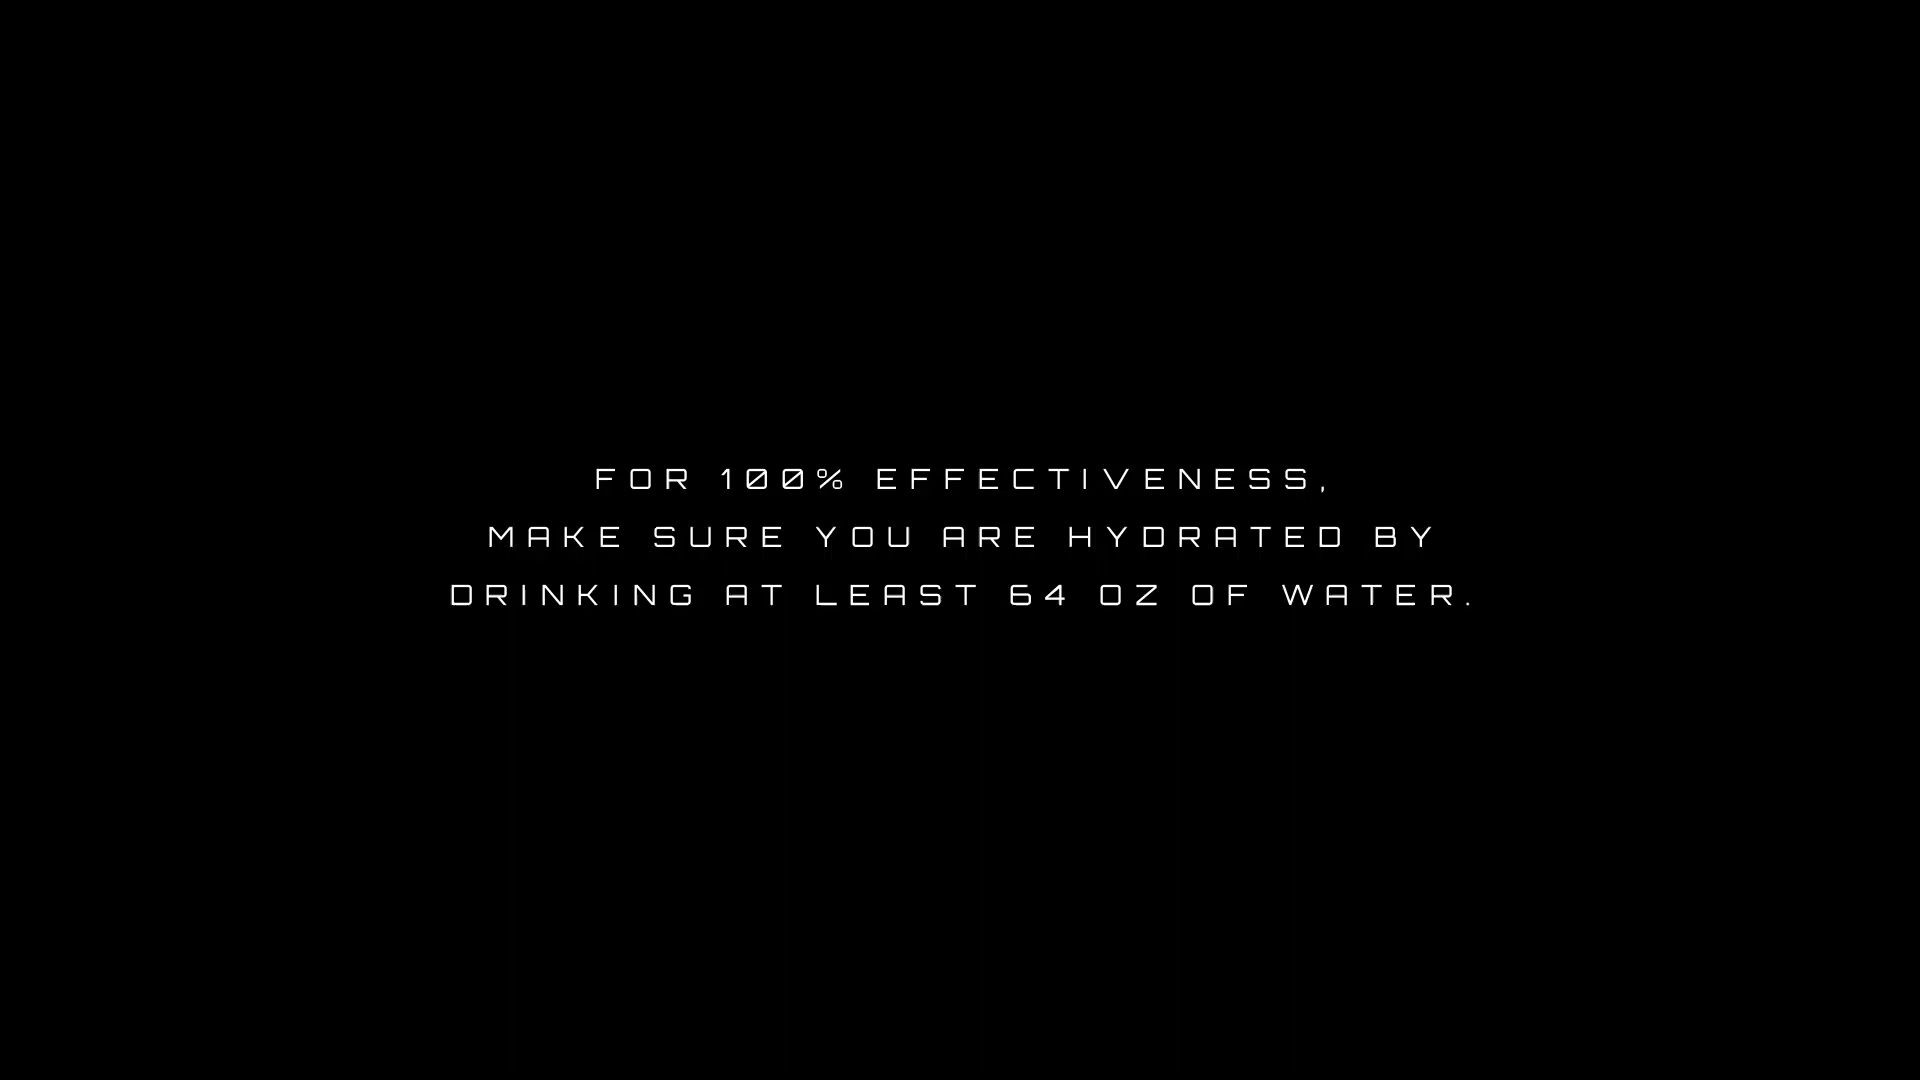 FOR 100% EFFECTIVENESS,
MAKE SURE YOU ARE HYDRATED BY
DRINKING AT LEAST 64 OZ OF WATER.